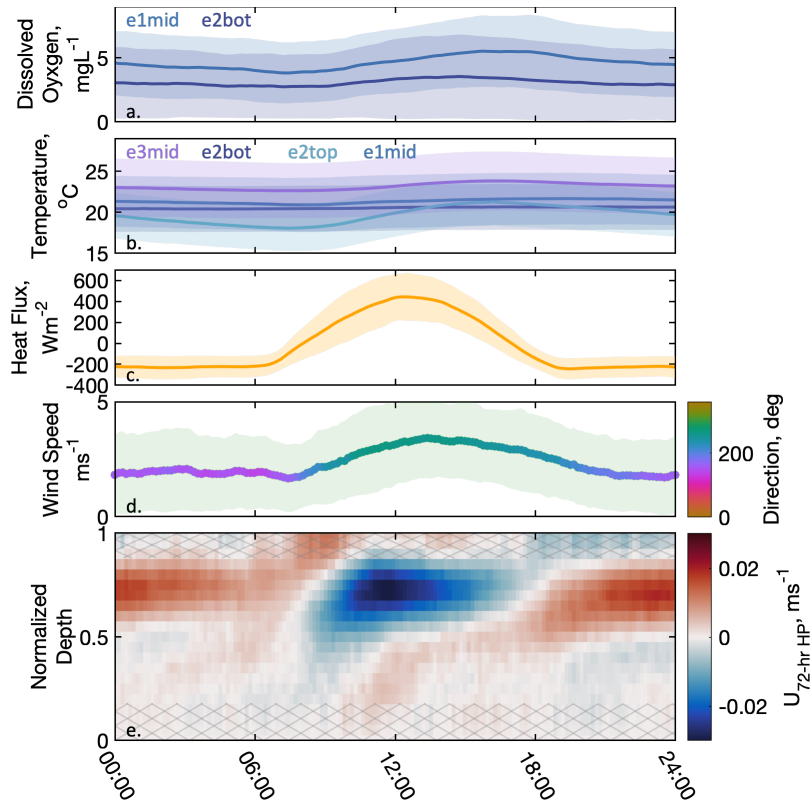 e1mid e2bot
Dissolved
Oyxgen,
mgL-1
5
0
a.
e3mid e2bot e2top e1mid
Temperature,
oC
25
20
15
b.
Heat Flux,
Wm-2
600
400
200
0
-200
-400
c.
Wind Speed
ms-1
5
0
d.
200
0
Direction, deg
Normalized
Depth
1
0.5
0
e.
0.02
0
-0.02
U72-hr HP, ms-1
00:00 06:00 12:00 18:00 24:00